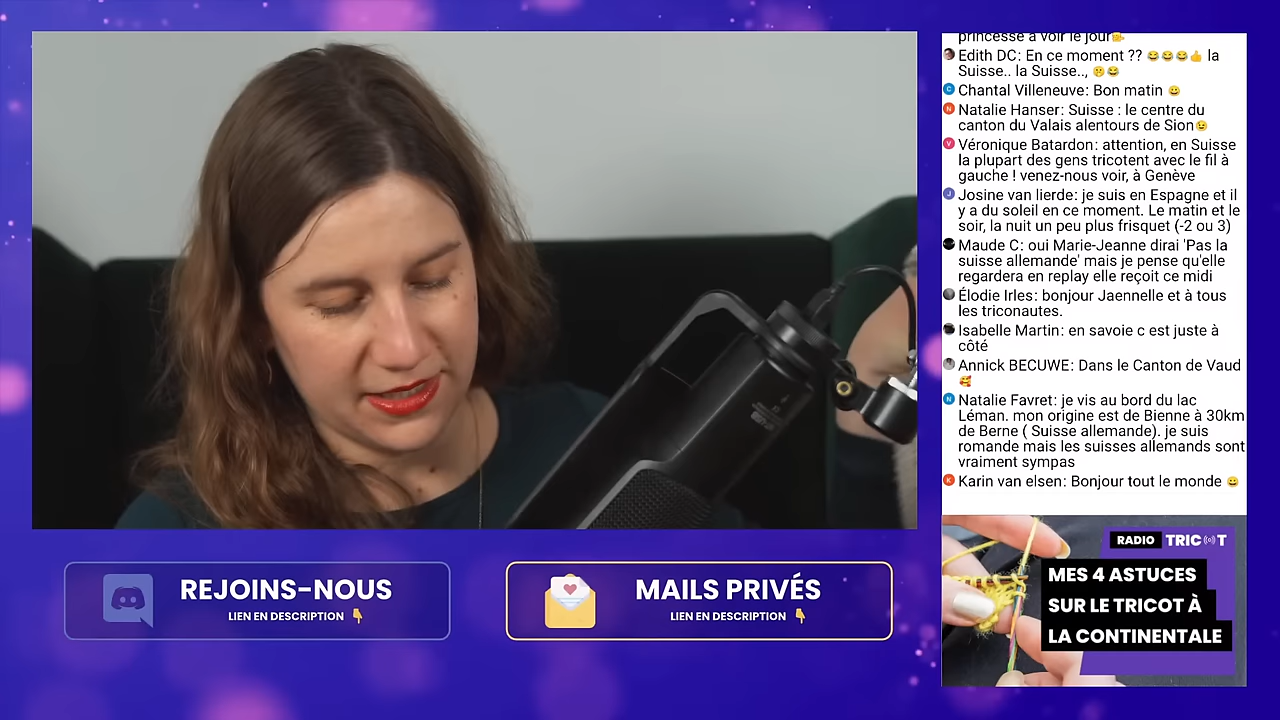 princesse a voir le jour
Edith DC: En ce moment ?? 😂😂😂👍 la
Suisse.. la Suisse.., 🤫😂
Chantal Villeneuve: Bon matin 😀
Natalie Hanser: Suisse : le centre du
canton du Valais alentours de Sion😉
Véronique Batardon: attention, en Suisse
la plupart des gens tricotent avec le fil à
gauche ! venez-nous voir, à Genève
Josine van lierde: je suis en Espagne et il
y a du soleil en ce moment. Le matin et le
soir, la nuit un peu plus frisquet (-2 ou 3)
Maude C: oui Marie-Jeanne dirai 'Pas la
suisse allemande' mais je pense qu'elle
regardera en replay elle reçoit ce midi
Élodie Irles: bonjour Jaennelle et à tous
les triconautes.
Isabelle Martin: en savoie c est juste à
côté
Annick BECUWE: Dans le Canton de Vaud
🥰
Natalie Favret: je vis au bord du lac
Léman. mon origine est de Bienne à 30km
de Berne ( Suisse allemande). je suis
romande mais les suisses allemands sont
vraiment sympas
Karin van elsen: Bonjour tout le monde 😀
RADIO TRICOT
MES 4 ASTUCES
SUR LE TRICOT À
LA CONTINENTALE
REJOINS-NOUS
LIEN EN DESCRIPTION 👇
MAILS PRIVÉS
LIEN EN DESCRIPTION 👇